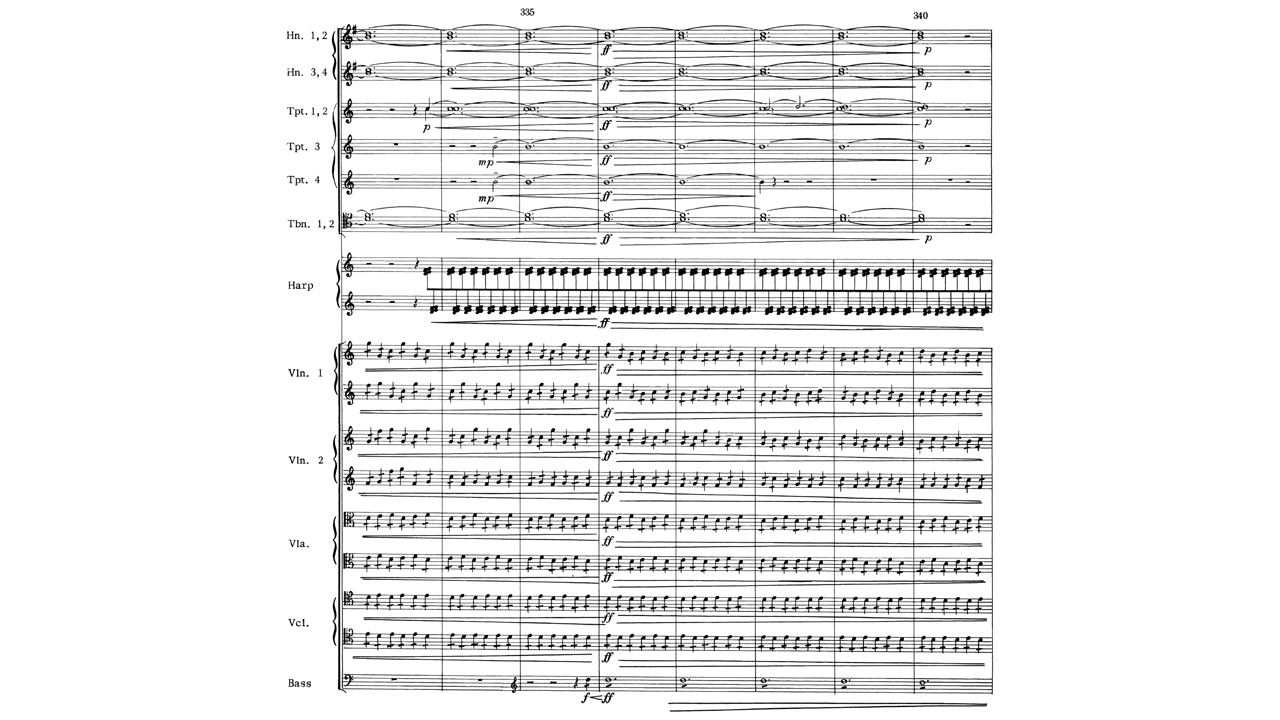 335 340
Hn. 1,2
ff p
Hn. 3,4
ff p
Tpt. 1,2
p ff p
Tpt. 3
mp ff p
Tpt. 4
mp ff
Tbn. 1,2
ff p
Harp
ff
Vln. 1
ff
ff
Vln. 2
ff
ff
Vla.
ff
ff
Vcl.
ff
ff
Bass
f ff